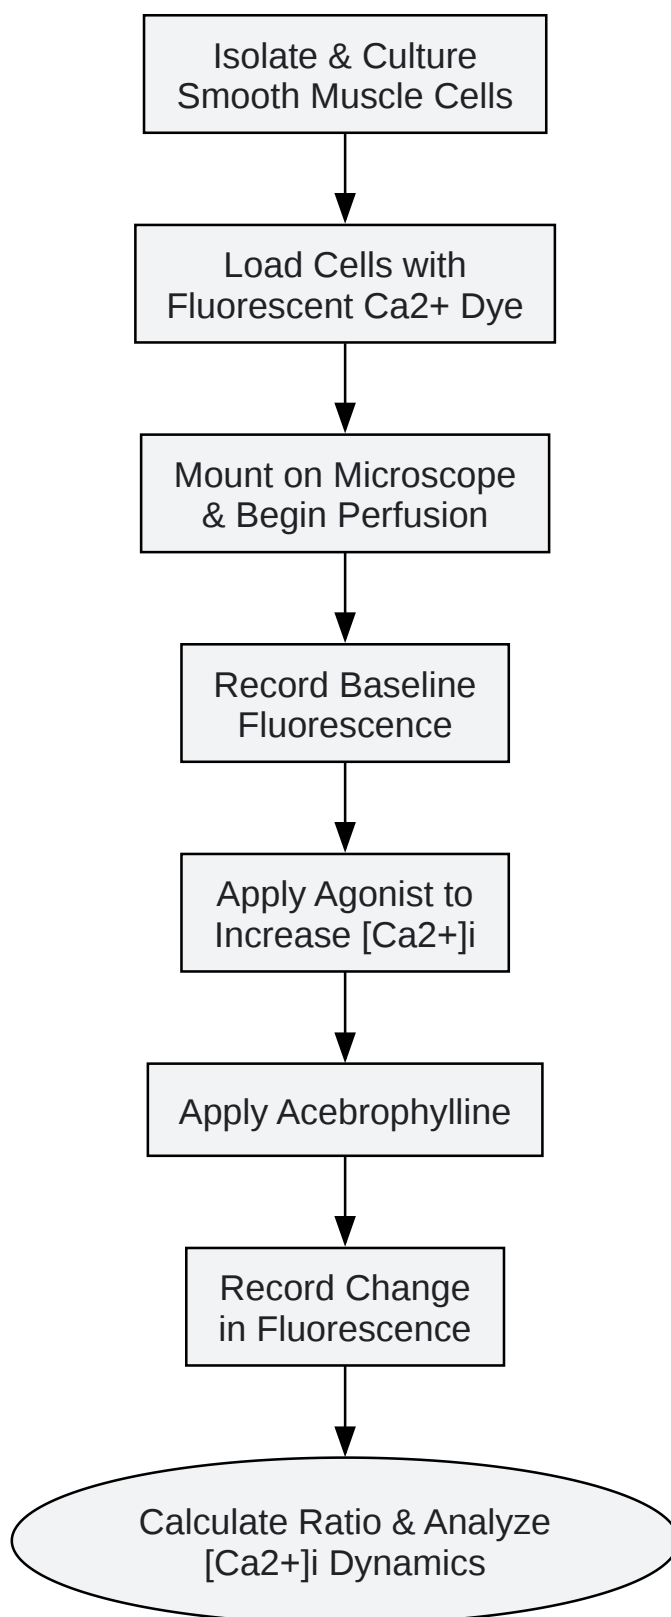 Isolate & Culture
Smooth Muscle Cells
Load Cells with
Fluorescent Ca2+ Dye
Mount on Microscope
& Begin Perfusion
Record Baseline
Fluorescence
Apply Agonist to
Increase [Ca2+]i
Apply Acebrophylline
Record Change
in Fluorescence
Calculate Ratio & Analyze
[Ca2+]i Dynamics